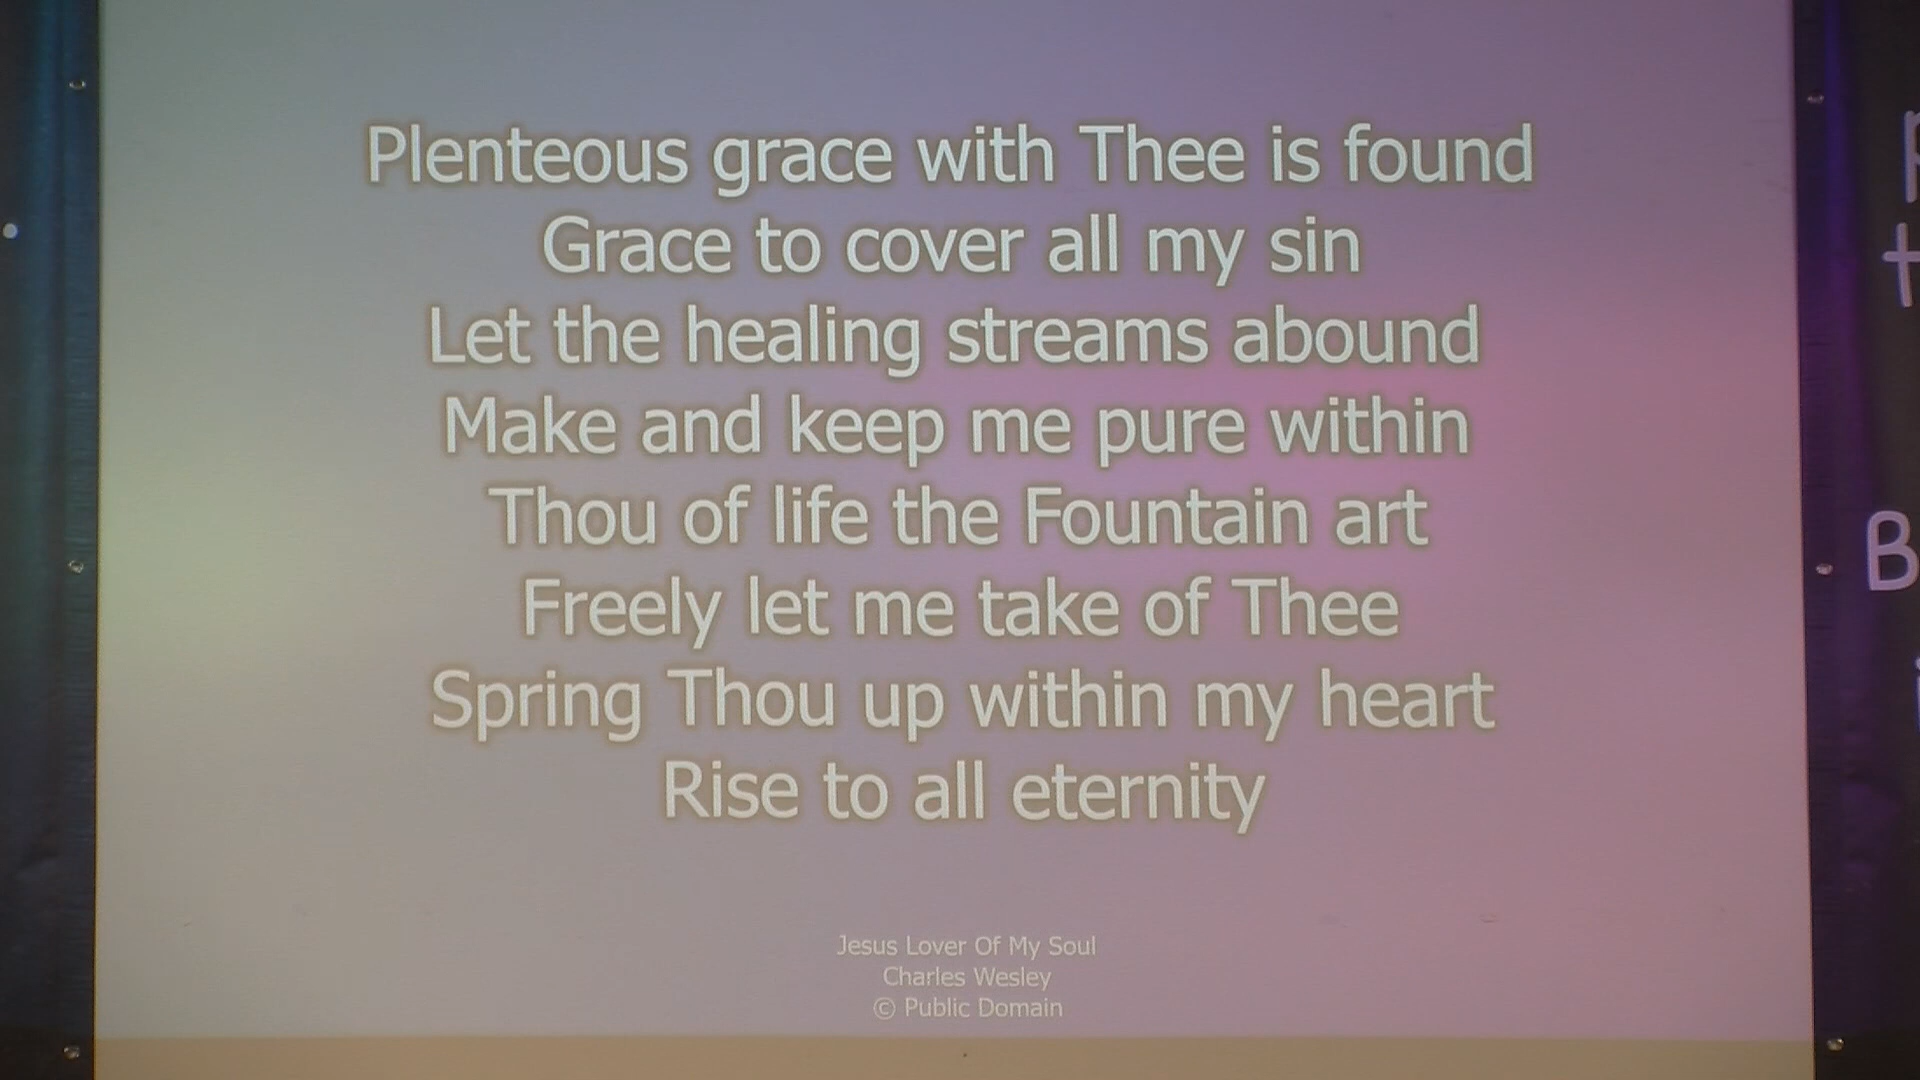 Plenteous grace with Thee is found
Grace to cover all my sin
Let the healing streams abound
Make and keep me pure within
Thou of life the Fountain art
Freely let me take of Thee
Spring Thou up within my heart
Rise to all eternity
Jesus Lover Of My Soul
Charles Wesley
© Public Domain